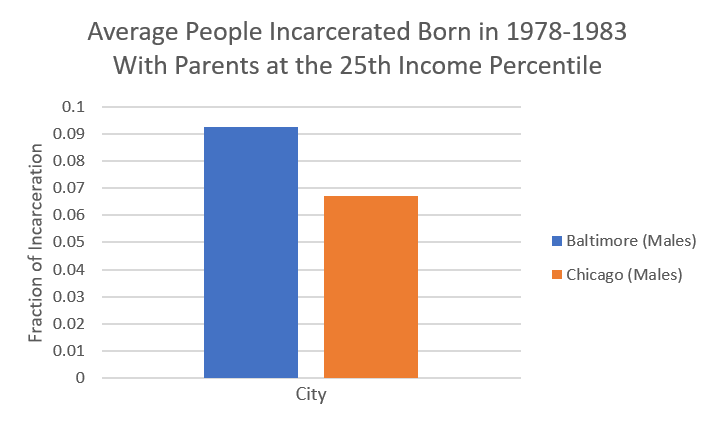 Average People Incarcerated Born in 1978-1983
With Parents at the 25th Income Percentile
Fraction of Incarceration
0.1
0.09
0.08
0.07
0.06
0.05
0.04
0.03
0.02
0.01
0
City
Baltimore (Males)
Chicago (Males)